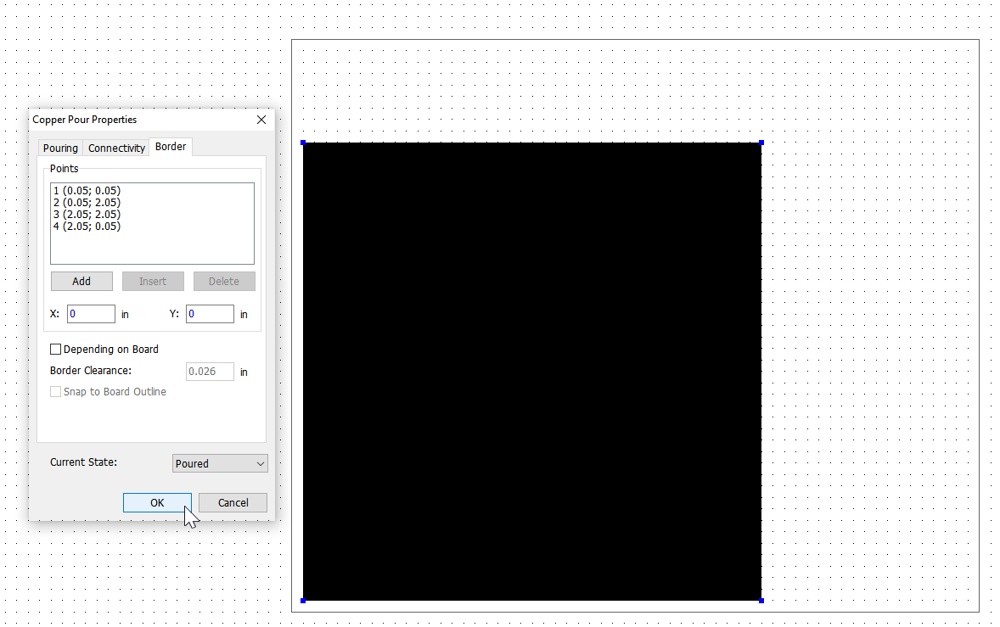 Copper Pour Properties
Pouring Connectivity Border
Points
1 (0.05; 0.05)
2 (0.05; 2.05)
3 (2.05; 2.05)
4 (2.05; 0.05)
Add Insert Delete
X: 0 in Y: 0 in
Depending on Board
Border Clearance: 0.026 in
Snap to Board Outline
Current State: Poured
OK Cancel